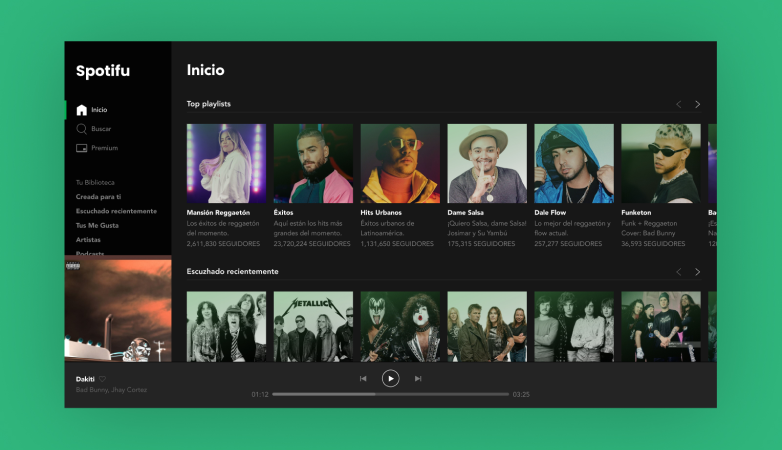 Spotifu
Inicio
Buscar
Premium
Tu Biblioteca
Creada para ti
Escuchado recientemente
Tus Me Gusta
Artistas
Podcasts
Inicio
Top playlists
Mansión Reggaetón
Los éxitos de reggaetón
del momento.
2,611,830 SEGUIDORES
Éxitos
Aquí están los hits más
grandes del momento.
23,720,224 SEGUIDORES
Hits Urbanos
Éxitos urbanos de
Latinoamérica.
1,131,650 SEGUIDORES
Dame Salsa
¡Quiero Salsa, dame Salsa!
Josimar y Su Yambú
175,315 SEGUIDORES
Dale Flow
Lo mejor del reggaetón y
flow actual.
257,277 SEGUIDORES
Funketon
Funk + Reggaeton
Cover: Bad Bunny
36,593 SEGUIDORES
Escuzhado recientemente
METALLICA
Dakiti
Bad Bunny, Jhay Cortez
01:12
03:25